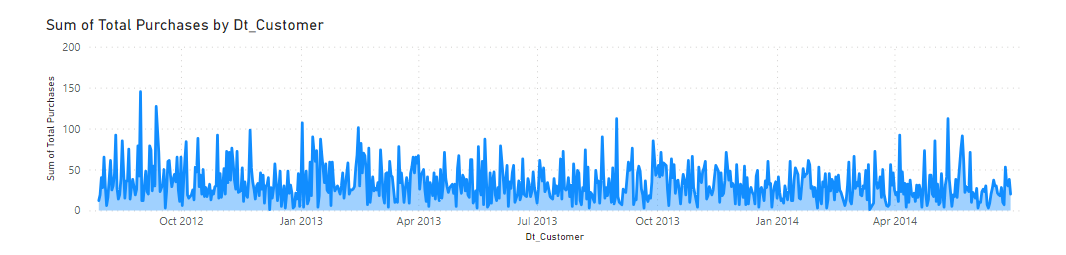 Sum of Total Purchases by Dt_Customer
200
150
100
50
0
Sum of Total Purchases
Oct 2012 Jan 2013 Apr 2013 Jul 2013 Oct 2013 Jan 2014 Apr 2014
Dt_Customer